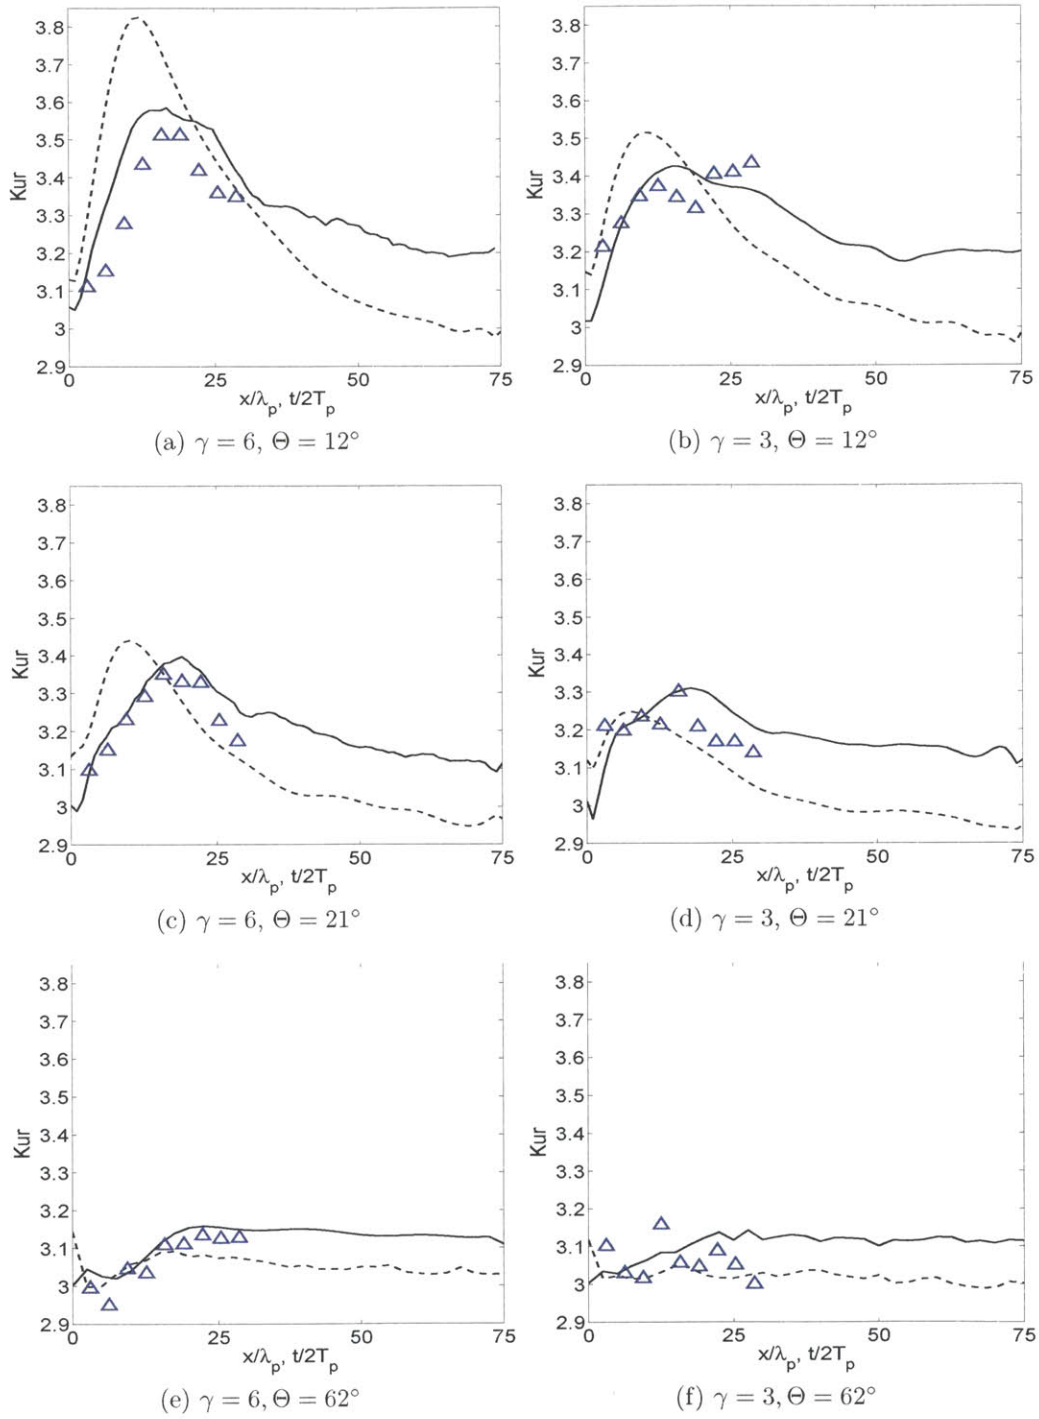 3.8
3.7
3.6
3.5
3.4
3.3
3.2
3.1
3
2.9
Kur
0 25 50 75
x/λp, t/2Tp
(a) γ = 6, Θ = 12°
3.8
3.7
3.6
3.5
3.4
3.3
3.2
3.1
3
2.9
Kur
0 25 50 75
x/λp, t/2Tp
(b) γ = 3, Θ = 12°
3.8
3.7
3.6
3.5
3.4
3.3
3.2
3.1
3
2.9
Kur
0 25 50 75
x/λp, t/2Tp
(c) γ = 6, Θ = 21°
3.8
3.7
3.6
3.5
3.4
3.3
3.2
3.1
3
2.9
Kur
0 25 50 75
x/λp, t/2Tp
(d) γ = 3, Θ = 21°
3.8
3.7
3.6
3.5
3.4
3.3
3.2
3.1
3
2.9
Kur
0 25 50 75
x/λp, t/2Tp
(e) γ = 6, Θ = 62°
3.8
3.7
3.6
3.5
3.4
3.3
3.2
3.1
3
2.9
Kur
0 25 50 75
x/λp, t/2Tp
(f) γ = 3, Θ = 62°